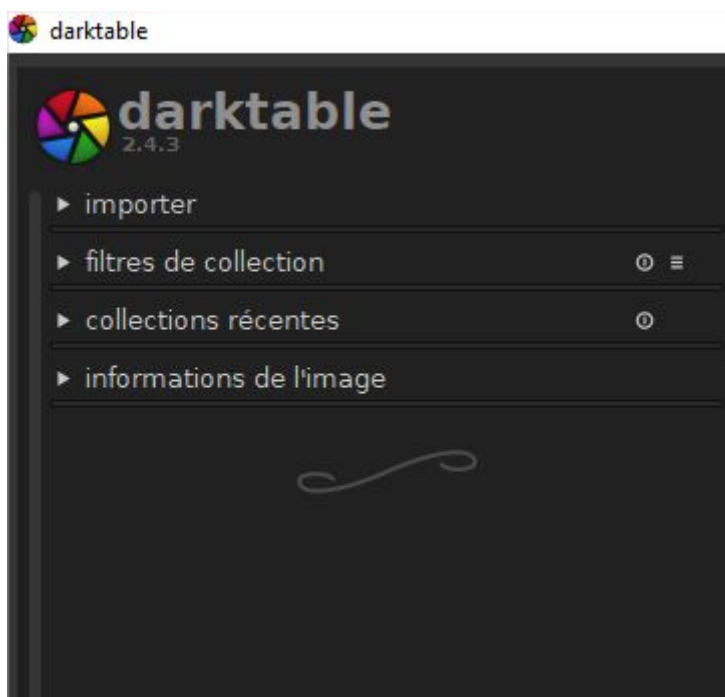 darktable
darktable
2.4.3
importer
filtres de collection
collections récentes
informations de l'image